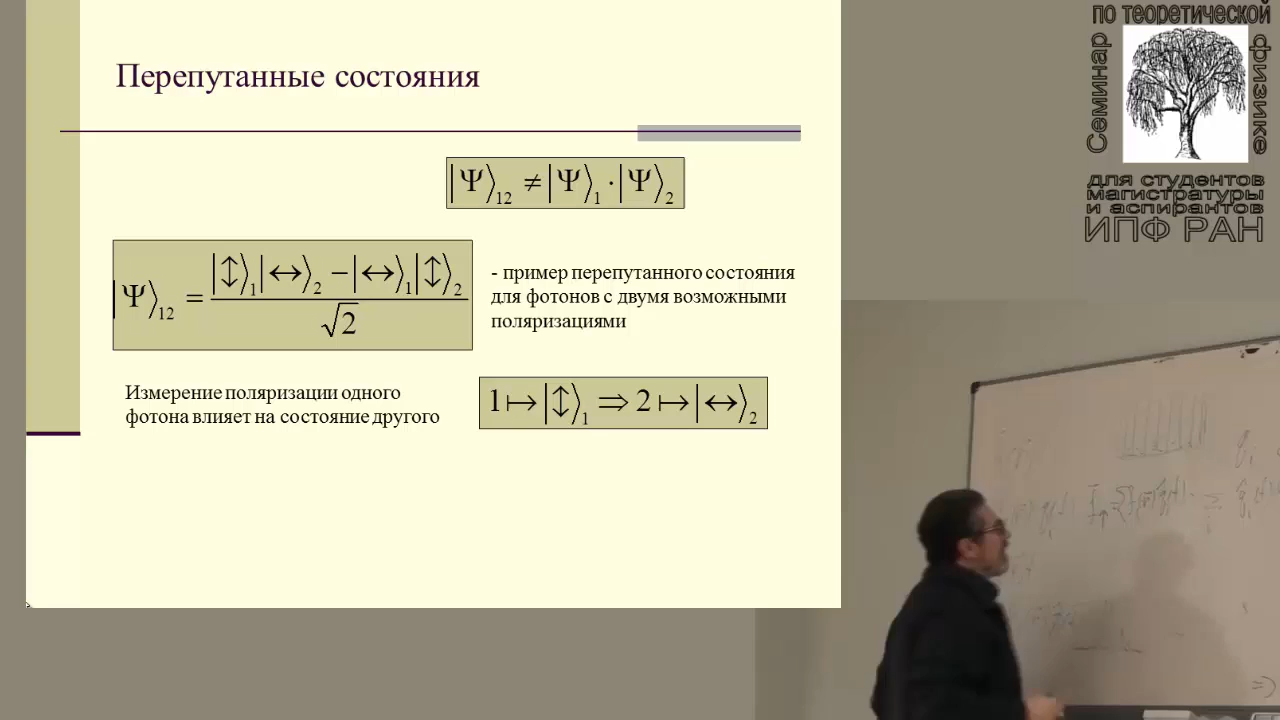 Перепутанные состояния
|Ψ⟩₁₂ ≠ |Ψ⟩₁ · |Ψ⟩₂
|Ψ⟩₁₂ = (|↕⟩₁|↔⟩₂ − |↔⟩₁|↕⟩₂) / √2
- пример перепутанного состояния
для фотонов с двумя возможными
поляризациями
Измерение поляризации одного
фотона влияет на состояние другого
1 ↦ |↕⟩₁ ⇒ 2 ↦ |↔⟩₂
Семинар
по теоретической
физике
для студентов
магистратуры
и аспирантов
ИПФ РАН